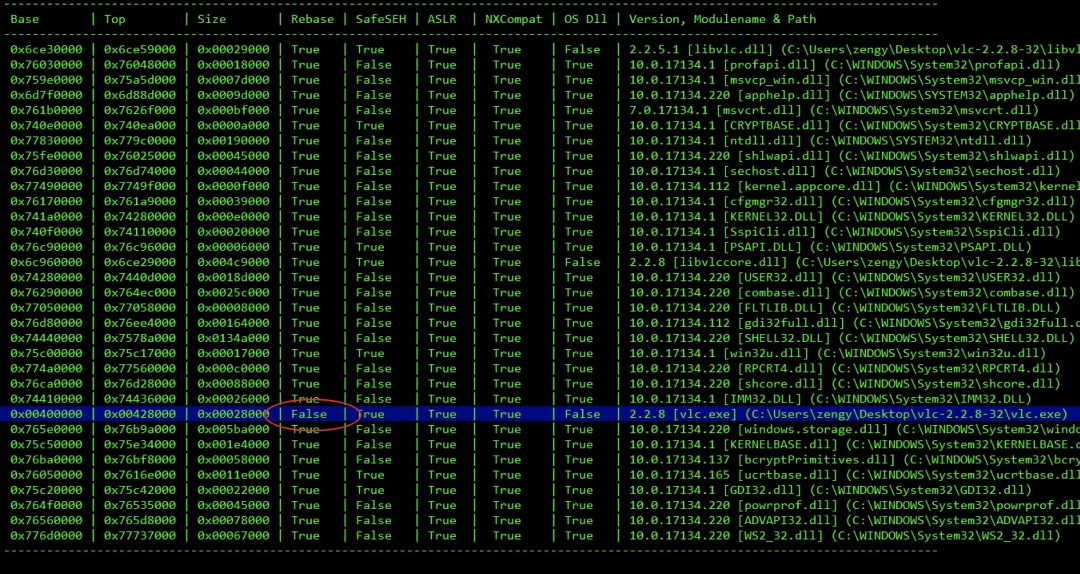 Base | Top | Size | Rebase | SafeSEH | ASLR | NXCompat | OS Dll | Version, Modulename & Path
0x6ce30000 | 0x6ce59000 | 0x00029000 | True | True | True | True | False | 2.2.5.1 [libvlc.dll] (C:\Users\zengy\Desktop\vlc-2.2.8-32\libvl
0x76030000 | 0x76048000 | 0x00018000 | True | False | True | True | True | 10.0.17134.1 [profapi.dll] (C:\WINDOWS\System32\profapi.dll)
0x759e0000 | 0x75a5d000 | 0x0007d000 | True | False | True | True | True | 10.0.17134.1 [msvcp_win.dll] (C:\WINDOWS\System32\msvcp_win.dll
0x6d7f0000 | 0x6d88d000 | 0x0009d000 | True | False | True | True | True | 10.0.17134.220 [apphelp.dll] (C:\WINDOWS\SYSTEM32\apphelp.dll)
0x761b0000 | 0x7626f000 | 0x000bf000 | True | False | True | True | True | 7.0.17134.1 [msvcrt.dll] (C:\WINDOWS\System32\msvcrt.dll)
0x740e0000 | 0x740ea000 | 0x0000a000 | True | True | True | True | True | 10.0.17134.1 [CRYPTBASE.dll] (C:\WINDOWS\System32\CRYPTBASE.dll
0x77830000 | 0x779c0000 | 0x00190000 | True | False | True | True | True | 10.0.17134.1 [ntdll.dll] (C:\WINDOWS\SYSTEM32\ntdll.dll)
0x75fe0000 | 0x76025000 | 0x00045000 | True | False | True | True | True | 10.0.17134.220 [shlwapi.dll] (C:\WINDOWS\System32\shlwapi.dll)
0x76d30000 | 0x76d74000 | 0x00044000 | True | False | True | True | True | 10.0.17134.1 [sechost.dll] (C:\WINDOWS\System32\sechost.dll)
0x77490000 | 0x7749f000 | 0x0000f000 | True | False | True | True | True | 10.0.17134.112 [kernel.appcore.dll] (C:\WINDOWS\System32\kernel
0x76170000 | 0x761a9000 | 0x00039000 | True | False | True | True | True | 10.0.17134.1 [cfgmgr32.dll] (C:\WINDOWS\System32\cfgmgr32.dll)
0x741a0000 | 0x74280000 | 0x000e0000 | True | False | True | True | True | 10.0.17134.1 [KERNEL32.DLL] (C:\WINDOWS\System32\KERNEL32.DLL)
0x740f0000 | 0x74110000 | 0x00020000 | True | False | True | True | True | 10.0.17134.1 [SspiCli.dll] (C:\WINDOWS\System32\SspiCli.dll)
0x76c90000 | 0x76c96000 | 0x00006000 | True | True | True | True | True | 10.0.17134.1 [PSAPI.DLL] (C:\WINDOWS\System32\PSAPI.DLL)
0x6c960000 | 0x6ce29000 | 0x004c9000 | True | True | True | True | False | 2.2.8 [libvlccore.dll] (C:\Users\zengy\Desktop\vlc-2.2.8-32\lib
0x74280000 | 0x7440d000 | 0x0018d000 | True | False | True | True | True | 10.0.17134.220 [USER32.dll] (C:\WINDOWS\System32\USER32.dll)
0x76290000 | 0x764ec000 | 0x0025c000 | True | False | True | True | True | 10.0.17134.220 [combase.dll] (C:\WINDOWS\System32\combase.dll)
0x77050000 | 0x77058000 | 0x00008000 | True | False | True | True | True | 10.0.17134.1 [FLTLIB.DLL] (C:\WINDOWS\System32\FLTLIB.DLL)
0x76d80000 | 0x76ee4000 | 0x00164000 | True | False | True | True | True | 10.0.17134.112 [gdi32full.dll] (C:\WINDOWS\System32\gdi32full.d
0x74440000 | 0x7578a000 | 0x0134a000 | True | False | True | True | True | 10.0.17134.220 [SHELL32.DLL] (C:\WINDOWS\System32\SHELL32.DLL)
0x75c00000 | 0x75c17000 | 0x00017000 | True | True | True | True | True | 10.0.17134.1 [win32u.dll] (C:\WINDOWS\System32\win32u.dll)
0x774a0000 | 0x77560000 | 0x000c0000 | True | False | True | True | True | 10.0.17134.1 [RPCRT4.dll] (C:\WINDOWS\System32\RPCRT4.dll)
0x76ca0000 | 0x76d28000 | 0x00088000 | True | False | True | True | True | 10.0.17134.1 [shcore.dll] (C:\WINDOWS\System32\shcore.dll)
0x74410000 | 0x74436000 | 0x00026000 | True | False | True | True | True | 10.0.17134.1 [IMM32.DLL] (C:\WINDOWS\System32\IMM32.DLL)
0x00400000 | 0x00428000 | 0x00028000 | False | True | True | True | False | 2.2.8 [vlc.exe] (C:\Users\zengy\Desktop\vlc-2.2.8-32\vlc.exe)
0x765e0000 | 0x76b9a000 | 0x005ba000 | True | False | True | True | True | 10.0.17134.220 [windows.storage.dll] (C:\WINDOWS\System32\windo
0x75c50000 | 0x75e34000 | 0x001e4000 | True | False | True | True | True | 10.0.17134.1 [KERNELBASE.dll] (C:\WINDOWS\System32\KERNELBASE.d
0x76ba0000 | 0x76bf8000 | 0x00058000 | True | False | True | True | True | 10.0.17134.137 [bcryptPrimitives.dll] (C:\WINDOWS\System32\bcry
0x76050000 | 0x7616e000 | 0x0011e000 | True | False | True | True | True | 10.0.17134.165 [ucrtbase.dll] (C:\WINDOWS\System32\ucrtbase.dll
0x75c20000 | 0x75c42000 | 0x00022000 | True | True | True | True | True | 10.0.17134.1 [GDI32.dll] (C:\WINDOWS\System32\GDI32.dll)
0x764f0000 | 0x76535000 | 0x00045000 | True | False | True | True | True | 10.0.17134.1 [powrprof.dll] (C:\WINDOWS\System32\powrprof.dll)
0x76560000 | 0x765d8000 | 0x00078000 | True | False | True | True | True | 10.0.17134.220 [ADVAPI32.dll] (C:\WINDOWS\System32\ADVAPI32.dll
0x776d0000 | 0x77737000 | 0x00067000 | True | False | True | True | True | 10.0.17134.1 [WS2_32.dll] (C:\WINDOWS\System32\WS2_32.dll)